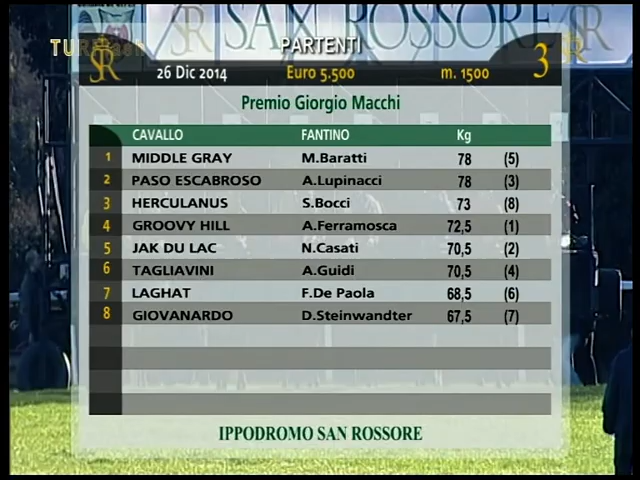 SAN ROSSORE
PARTENTI
SR
3
26 Dic 2014 Euro 5.500 m. 1500
Premio Giorgio Macchi
CAVALLO FANTINO Kg
1 MIDDLE GRAY M.Baratti 78 (5)
2 PASO ESCABROSO A.Lupinacci 78 (3)
3 HERCULANUS S.Bocci 73 (8)
4 GROOVY HILL A.Ferramosca 72,5 (1)
5 JAK DU LAC N.Casati 70,5 (2)
6 TAGLIAVINI A.Guidi 70,5 (4)
7 LAGHAT F.De Paola 68,5 (6)
8 GIOVANARDO D.Steinwandter 67,5 (7)
IPPODROMO SAN ROSSORE